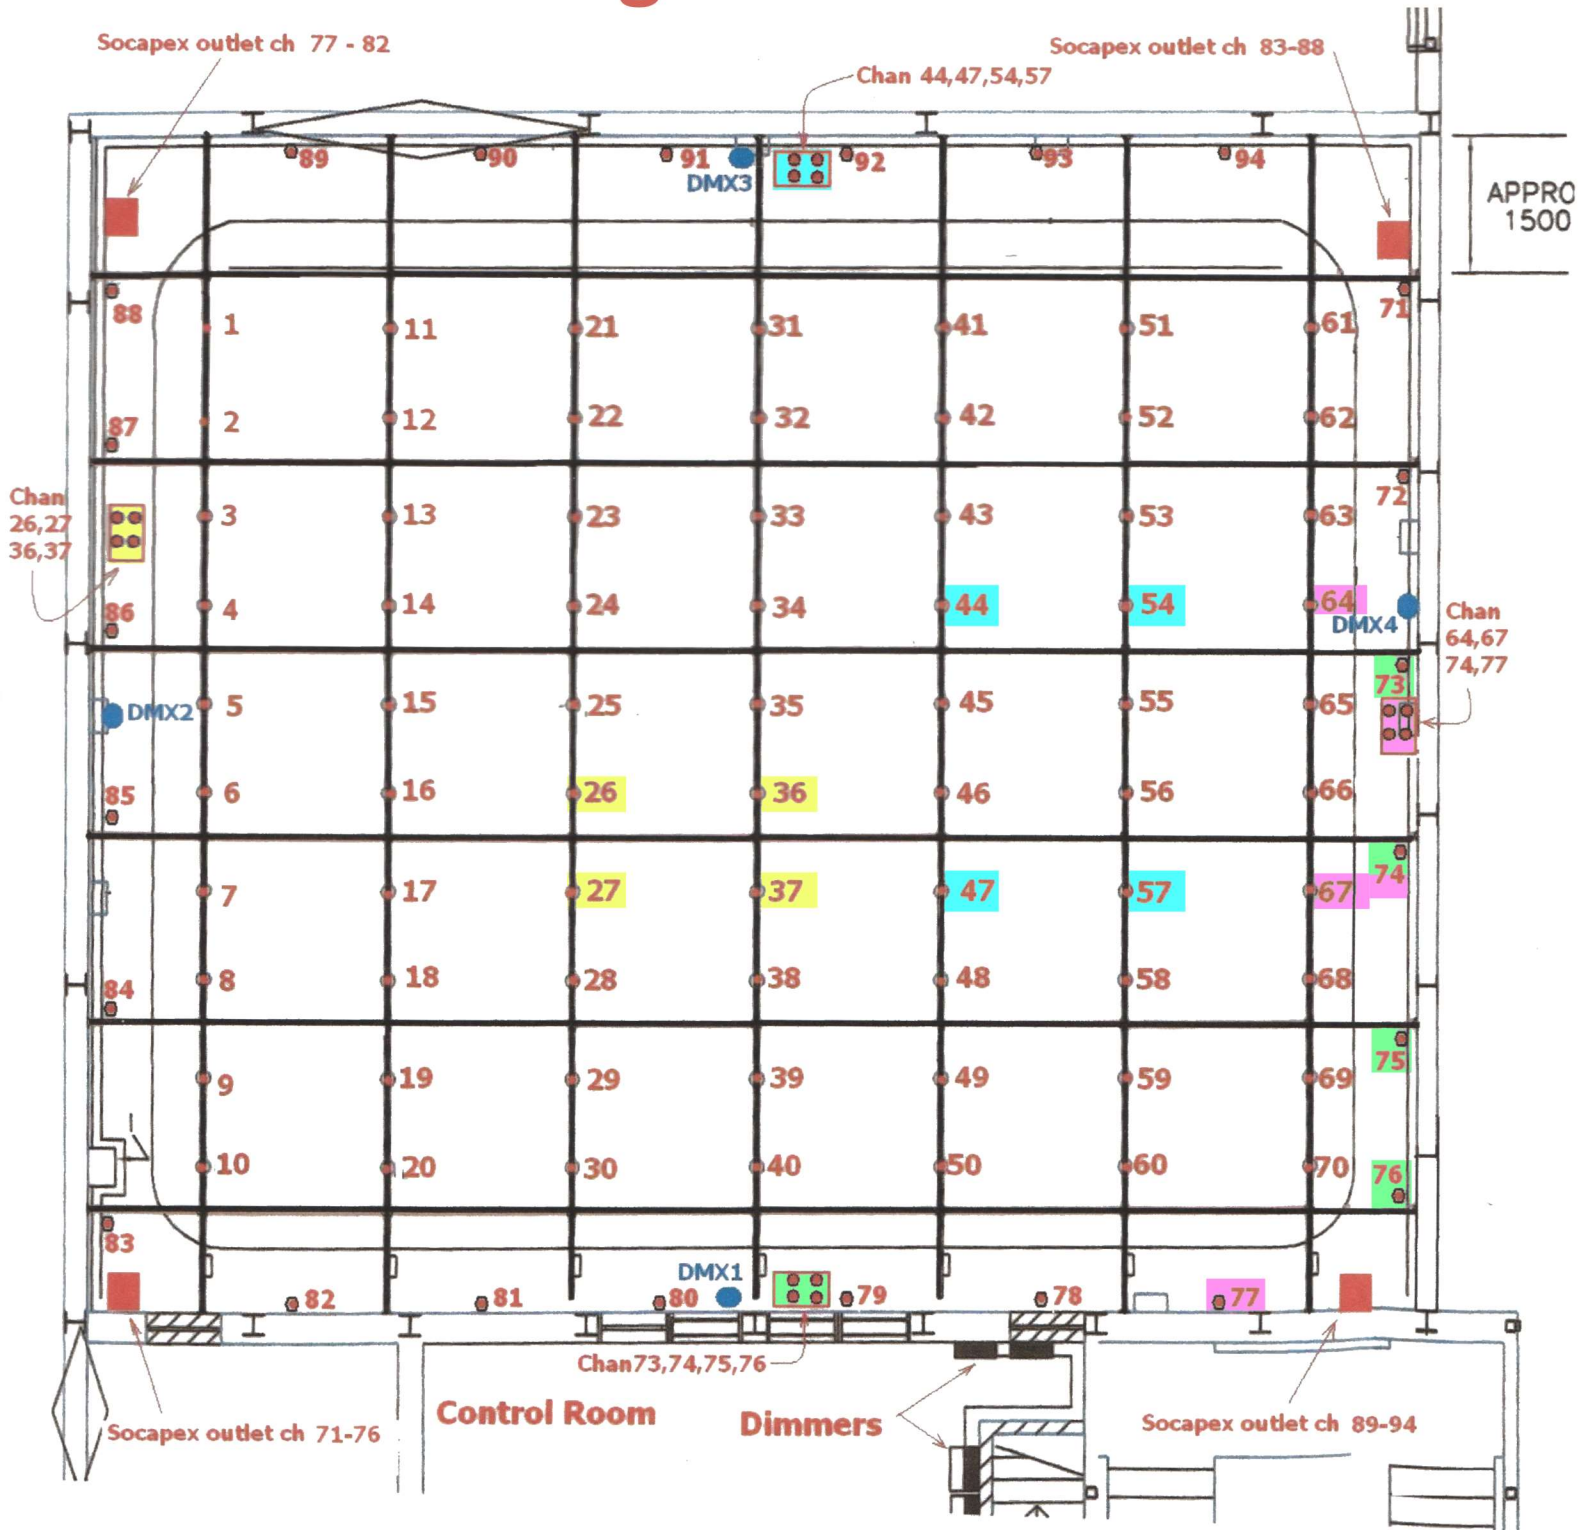 Socapex outlet ch 77 - 82
Socapex outlet ch 83-88
Chan 44,47,54,57
89 90 91 92 93 94
DMX3
APPRO
1500
88 71
1 11 21 31 41 51 61
87
2 12 22 32 42 52 62
72
Chan
26,27
36,37
3 13 23 33 43 53 63
86
4 14 24 34 44 54 64
DMX4
Chan
64,67
74,77
73
DMX2
5 15 25 35 45 55 65
85
6 16 26 36 46 56 66
74
7 17 27 37 47 57 67
84
8 18 28 38 48 58 68
75
9 19 29 39 49 59 69
10 20 30 40 50 60 70
76
83
DMX1
82 81 80 79 78 77
Chan73,74,75,76
Control Room
Dimmers
Socapex outlet ch 71-76
Socapex outlet ch 89-94